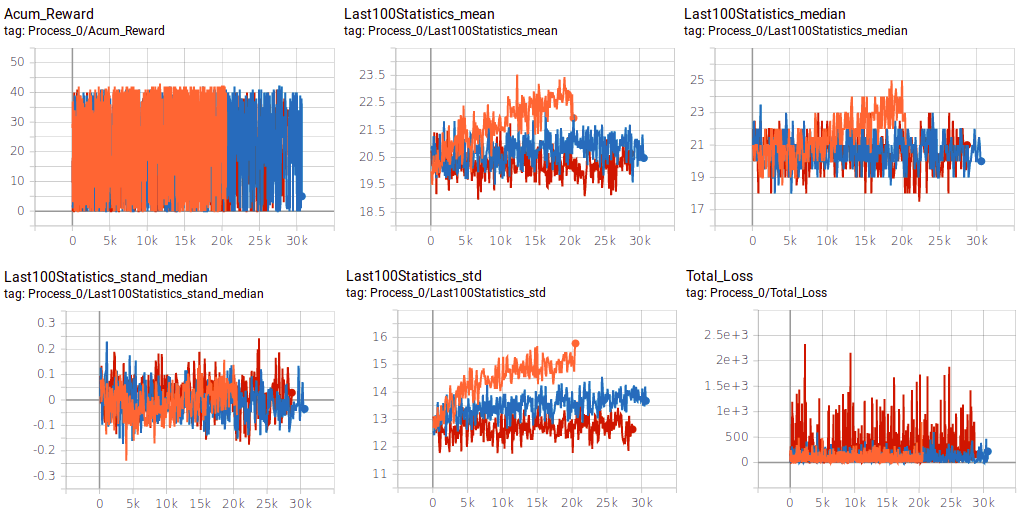 Acum_Reward
tag: Process_0/Acum_Reward
50
40
30
20
10
0
0 5k 10k 15k 20k 25k 30k
Last100Statistics_mean
tag: Process_0/Last100Statistics_mean
23.5
22.5
21.5
20.5
19.5
18.5
0 5k 10k 15k 20k 25k 30k
Last100Statistics_median
tag: Process_0/Last100Statistics_median
25
23
21
19
17
0 5k 10k 15k 20k 25k 30k
Last100Statistics_stand_median
tag: Process_0/Last100Statistics_stand_median
0.3
0.2
0.1
0
-0.1
-0.2
-0.3
0 5k 10k 15k 20k 25k 30k
Last100Statistics_std
tag: Process_0/Last100Statistics_std
16
15
14
13
12
11
0 5k 10k 15k 20k 25k 30k
Total_Loss
tag: Process_0/Total_Loss
2.5e+3
2e+3
1.5e+3
1e+3
500
0
0 5k 10k 15k 20k 25k 30k